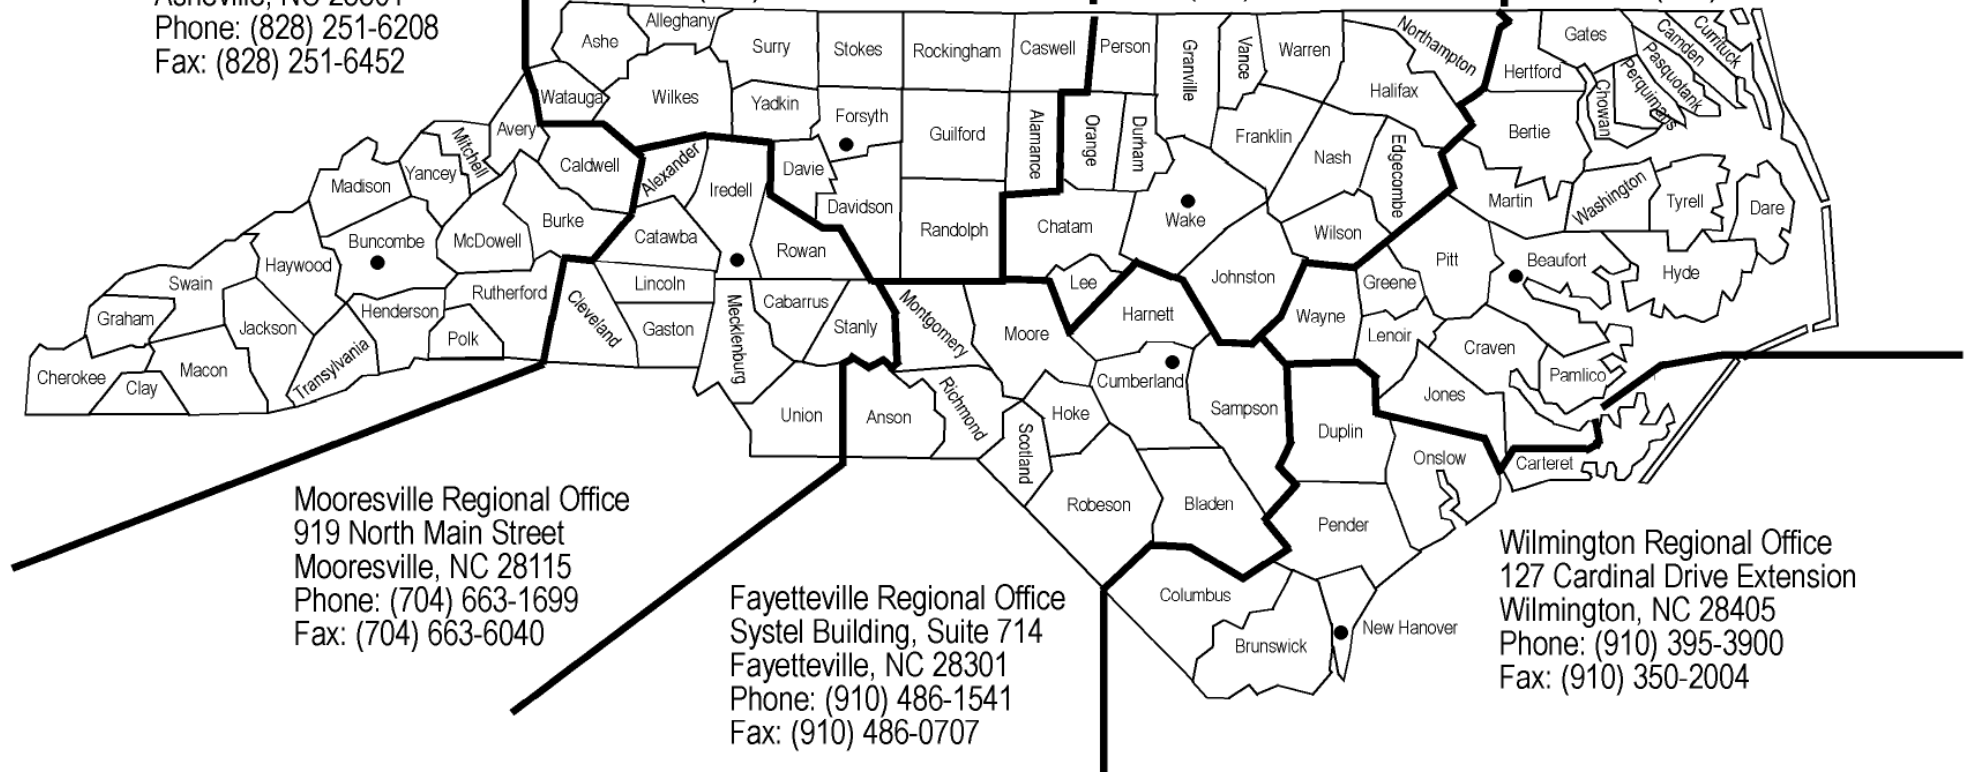 Asheville, NC 28801
Phone: (828) 251-6208
Fax: (828) 251-6452
Ashe
Alleghany
Surry
Stokes
Rockingham
Caswell
Person
Granville
Vance
Warren
Northampton
Gates
Camden
Currituck
Hertford
Pasquotank
Perquimans
Chowan
Watauga
Wilkes
Yadkin
Forsyth
Guilford
Alamance
Orange
Durham
Franklin
Halifax
Nash
Edgecombe
Bertie
Avery
Mitchell
Yancey
Madison
Caldwell
Alexander
Iredell
Davie
Davidson
Randolph
Chatam
Wake
Wilson
Martin
Washington
Tyrell
Dare
Buncombe
McDowell
Burke
Catawba
Rowan
Lee
Johnston
Greene
Pitt
Beaufort
Hyde
Swain
Haywood
Henderson
Rutherford
Polk
Cleveland
Lincoln
Gaston
Mecklenburg
Cabarrus
Stanly
Montgomery
Moore
Harnett
Wayne
Lenoir
Craven
Pamlico
Graham
Jackson
Transylvania
Cherokee
Clay
Macon
Union
Anson
Richmond
Scotland
Hoke
Cumberland
Sampson
Duplin
Jones
Onslow
Carteret
Robeson
Bladen
Pender
Columbus
Brunswick
New Hanover
Mooresville Regional Office
919 North Main Street
Mooresville, NC 28115
Phone: (704) 663-1699
Fax: (704) 663-6040
Fayetteville Regional Office
Systel Building, Suite 714
Fayetteville, NC 28301
Phone: (910) 486-1541
Fax: (910) 486-0707
Wilmington Regional Office
127 Cardinal Drive Extension
Wilmington, NC 28405
Phone: (910) 395-3900
Fax: (910) 350-2004